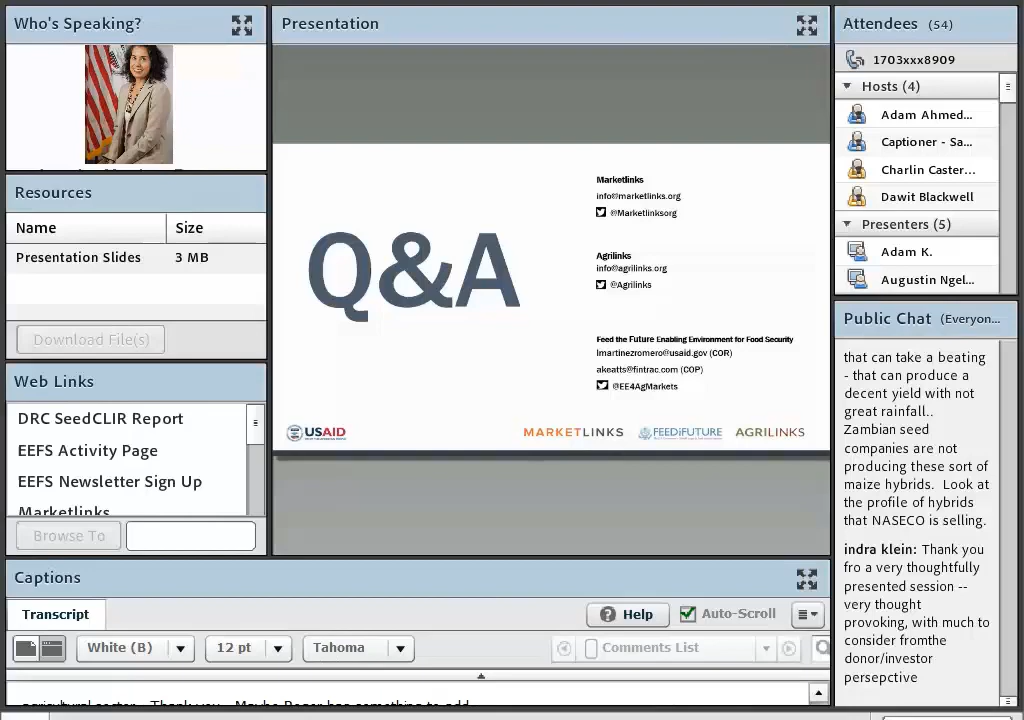 Who's Speaking?
Resources
Name
Size
Presentation Slides
3 MB
Download File(s)
Web Links
DRC SeedCLIR Report
EEFS Activity Page
EEFS Newsletter Sign Up
Marketlinks
Browse To
Presentation
Q&A
Marketlinks
info@marketlinks.org
@Marketlinksorg
Agrilinks
info@agrilinks.org
@Agrilinks
Feed the Future Enabling Environment for Food Security
lmartinezromero@usaid.gov (COR)
akeatts@fintrac.com (COP)
@EE4AgMarkets
USAID
MARKETLINKS
FEEDIFUTURE
AGRILINKS
Captions
Transcript
Help
Auto-Scroll
White (B)
12 pt
Tahoma
Comments List
Attendees (54)
1703xxx8909
Hosts (4)
Adam Ahmed...
Captioner - Sa...
Charlin Caster...
Dawit Blackwell
Presenters (5)
Adam K.
Augustin Ngel...
Public Chat (Everyon...
that can take a beating
- that can produce a
decent yield with not
great rainfall..
Zambian seed
companies are not
producing these sort of
maize hybrids. Look at
the profile of hybrids
that NASECO is selling.
indra klein: Thank you
fro a very thoughtfully
presented session --
very thought
provoking, with much to
consider fromthe
donor/investor
persepctive